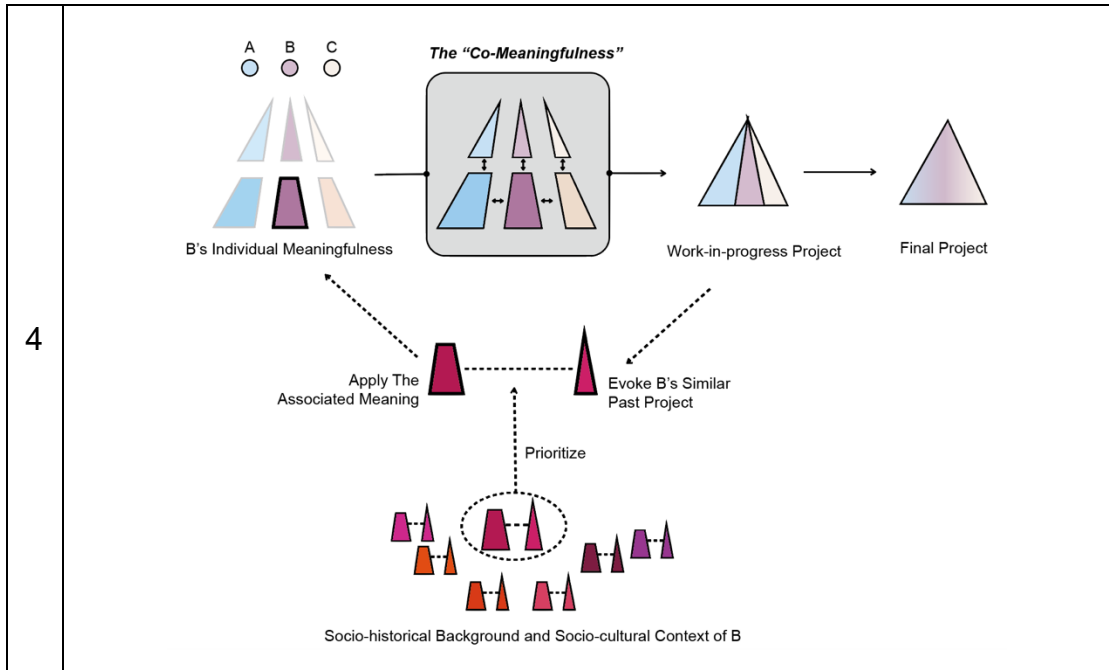 4
A B C
The “Co-Meaningfulness”
B’s Individual Meaningfulness
Work-in-progress Project
Final Project
Apply The
Associated Meaning
Evoke B’s Similar
Past Project
Prioritize
Socio-historical Background and Socio-cultural Context of B